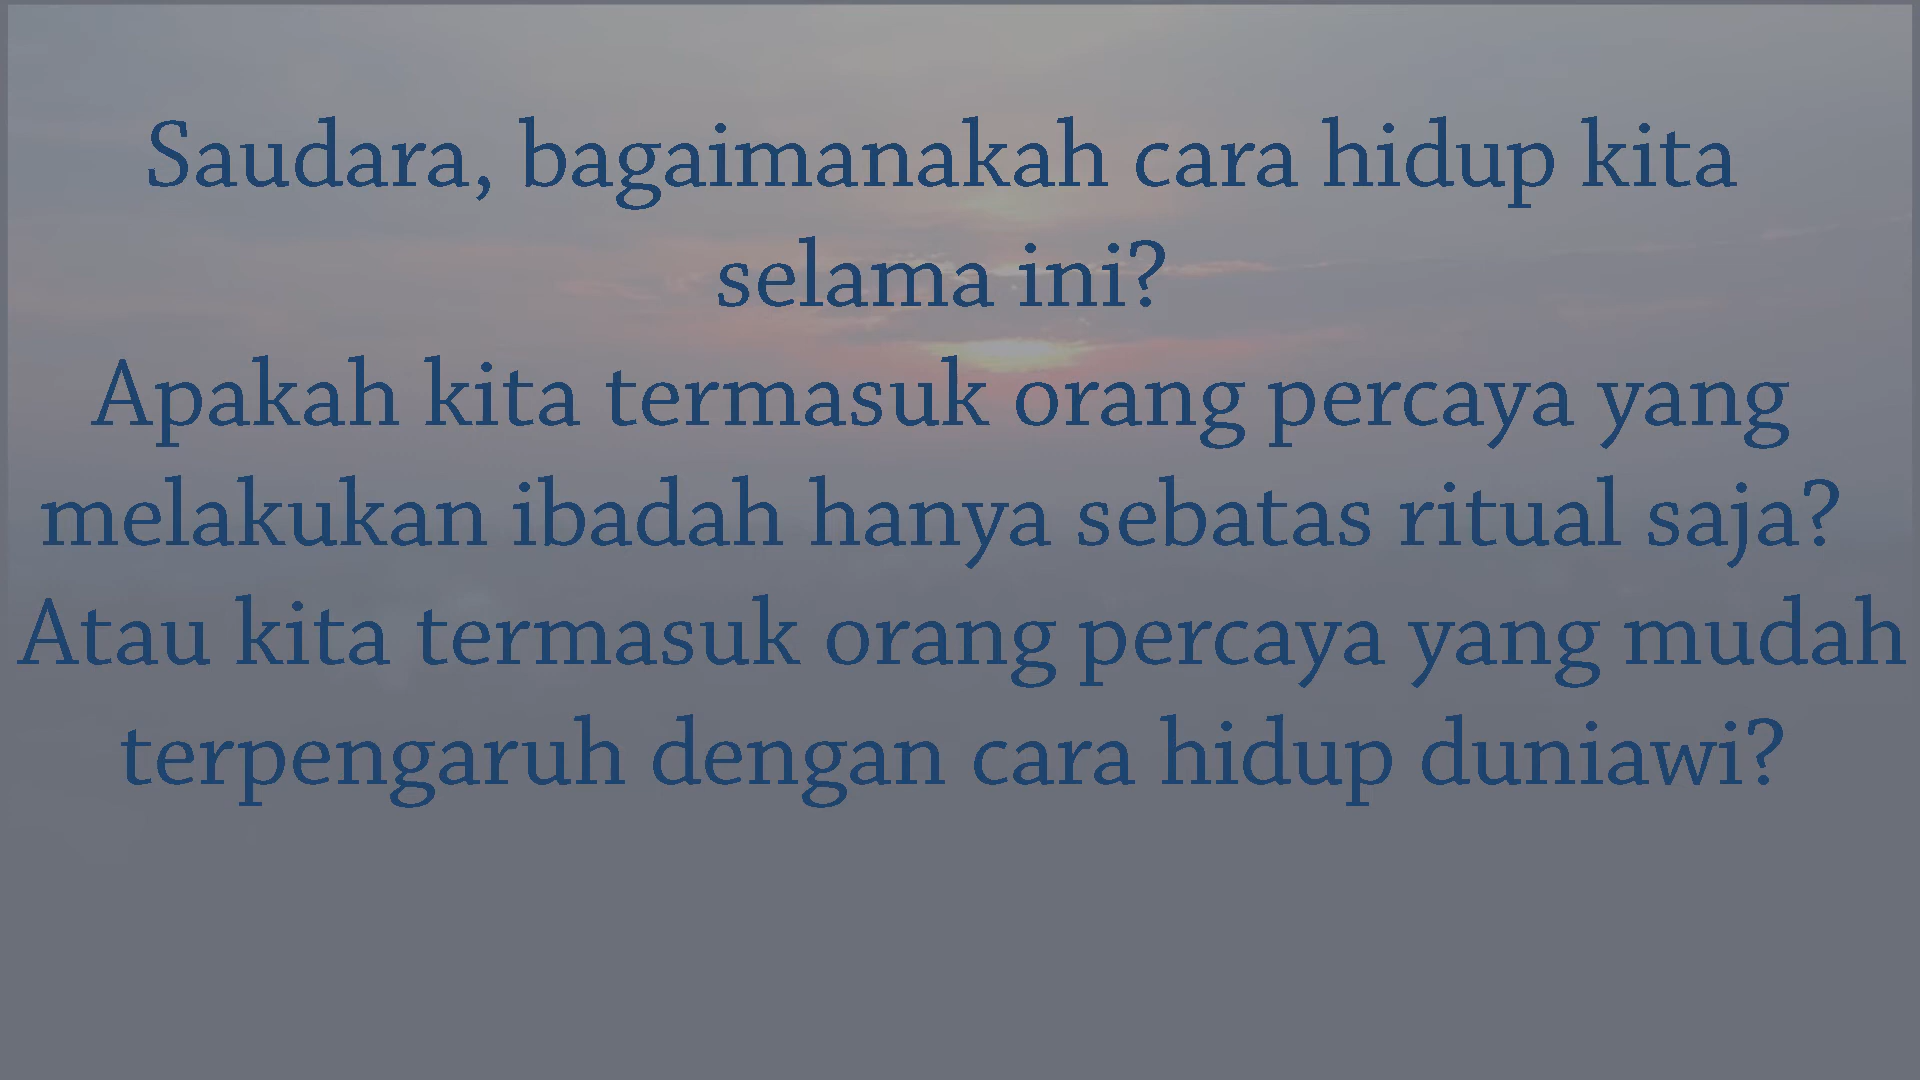 Saudara, bagaimanakah cara hidup kita
selama ini?
Apakah kita termasuk orang percaya yang
melakukan ibadah hanya sebatas ritual saja?
Atau kita termasuk orang percaya yang mudah
terpengaruh dengan cara hidup duniawi?